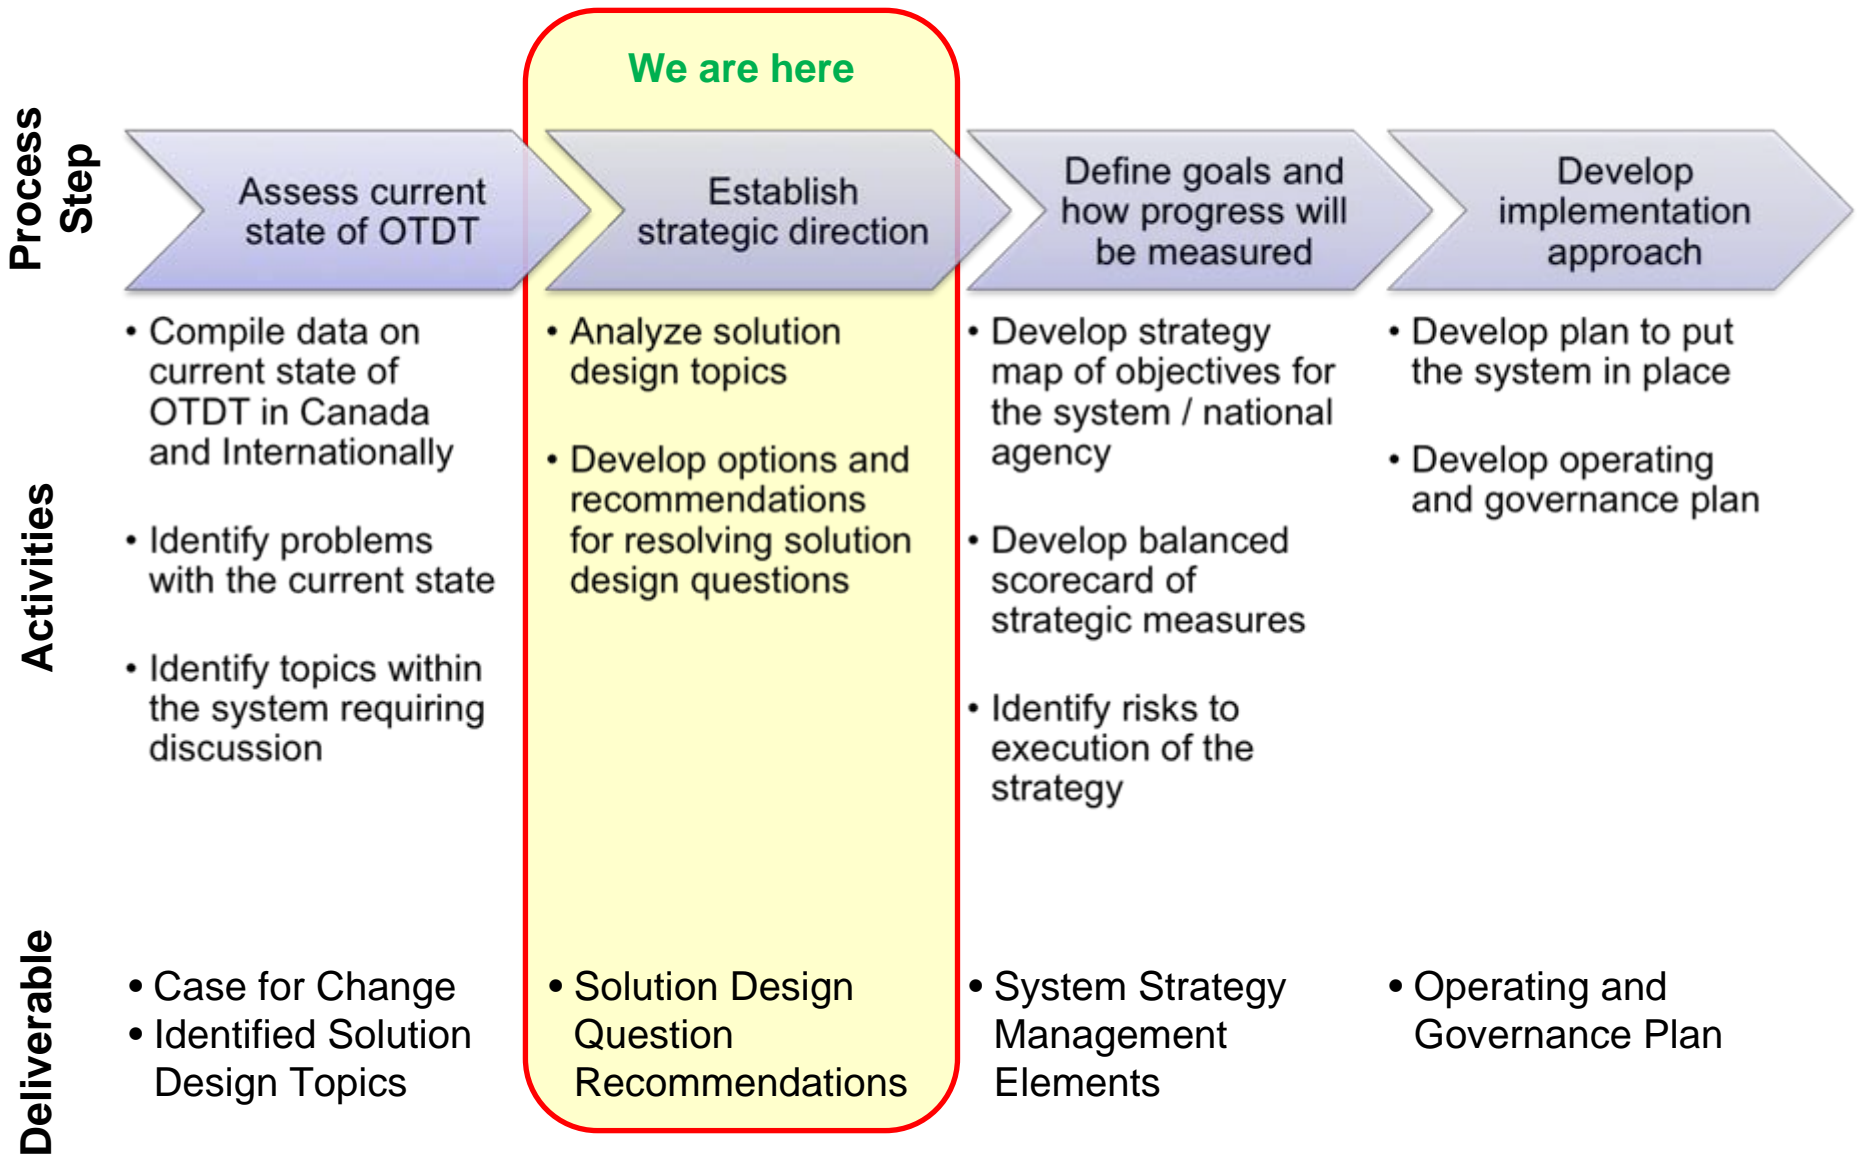 We are here
Process
Step
Assess current
state of OTDT
Establish
strategic direction
Define goals and
how progress will
be measured
Develop
implementation
approach
Activities
• Compile data on
current state of
OTDT in Canada
and Internationally
• Identify problems
with the current state
• Identify topics within
the system requiring
discussion
• Analyze solution
design topics
• Develop options and
recommendations
for resolving solution
design questions
• Develop strategy
map of objectives for
the system / national
agency
• Develop balanced
scorecard of
strategic measures
• Identify risks to
execution of the
strategy
• Develop plan to put
the system in place
• Develop operating
and governance plan
Deliverable
• Case for Change
• Identified Solution
Design Topics
• Solution Design
Question
Recommendations
• System Strategy
Management
Elements
• Operating and
Governance Plan